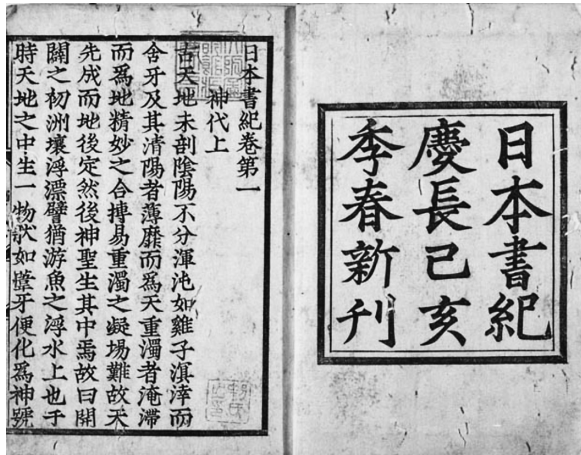 日本書紀
慶長己亥
季春新刊
日本書紀卷第一
神代上
古天地未剖陰陽不分渾沌如雞子溟涬而
含牙及其清陽者薄靡而爲天重濁者淹滯
而爲地精妙之合摶易重濁之凝場難故天
先成而地後定然後神聖生其中焉故曰開
闢之初洲壤浮漂譬猶游魚之浮水上也于
時天地之中生一物狀如葦牙便化爲神號